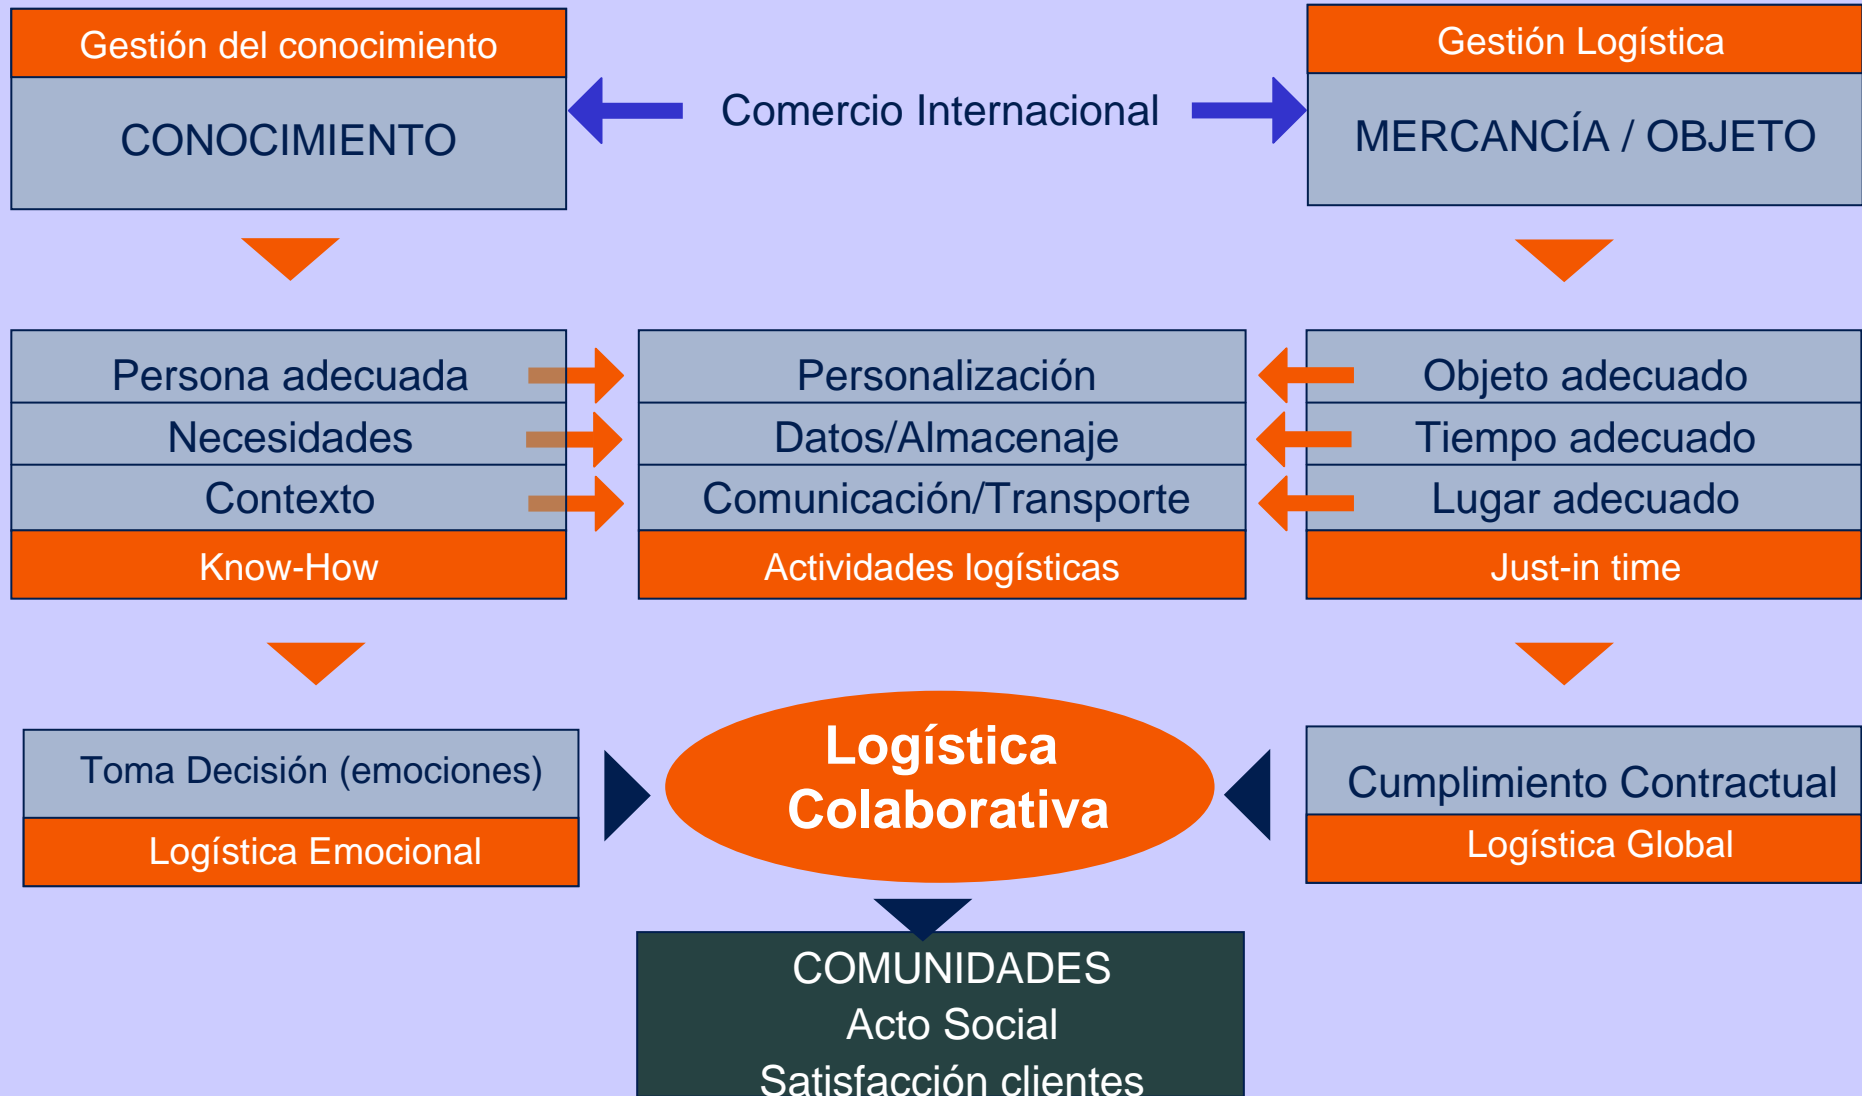 Gestión del conocimiento
CONOCIMIENTO
Comercio Internacional
Gestión Logística
MERCANCÍA / OBJETO
Persona adecuada
Necesidades
Contexto
Know-How
Personalización
Datos/Almacenaje
Comunicación/Transporte
Actividades logísticas
Objeto adecuado
Tiempo adecuado
Lugar adecuado
Just-in time
Toma Decisión (emociones)
Logística Emocional
Logística
Colaborativa
Cumplimiento Contractual
Logística Global
COMUNIDADES
Acto Social
Satisfacción clientes